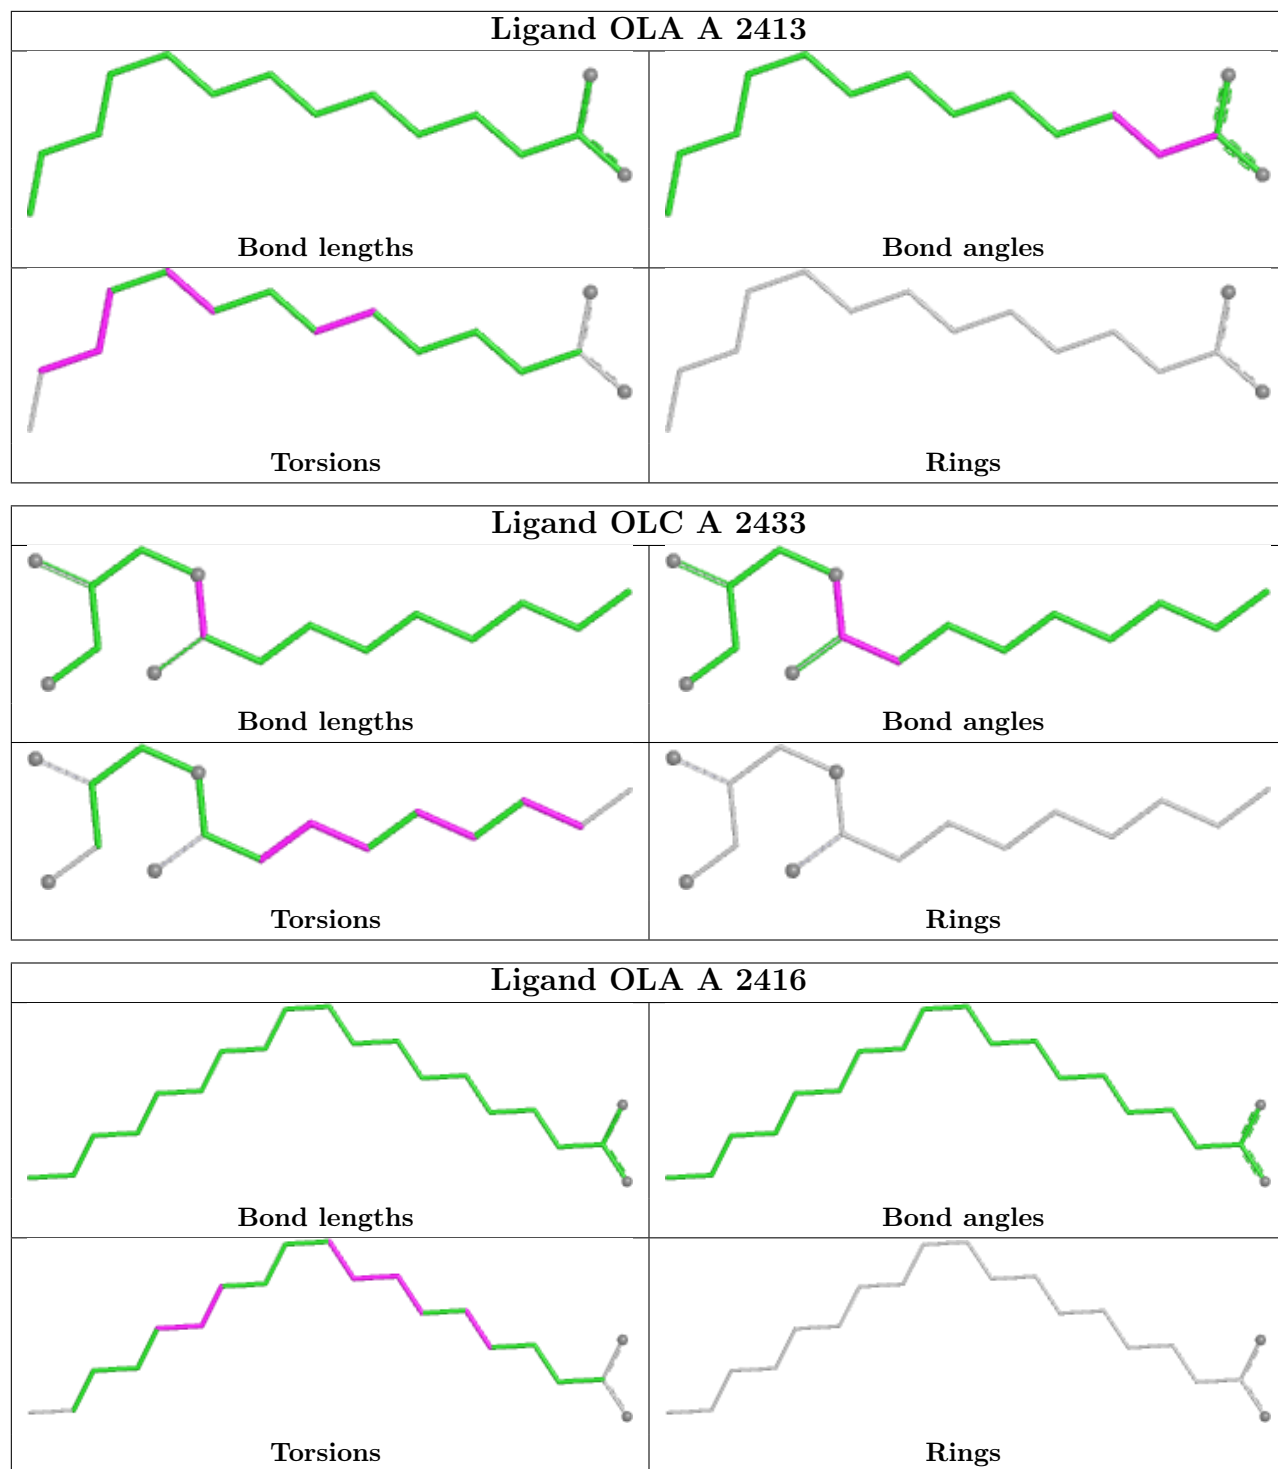 Ligand OLA A 2413
Bond lengths
Bond angles
Torsions
Rings
Ligand OLC A 2433
Bond lengths
Bond angles
Torsions
Rings
Ligand OLA A 2416
Bond lengths
Bond angles
Torsions
Rings